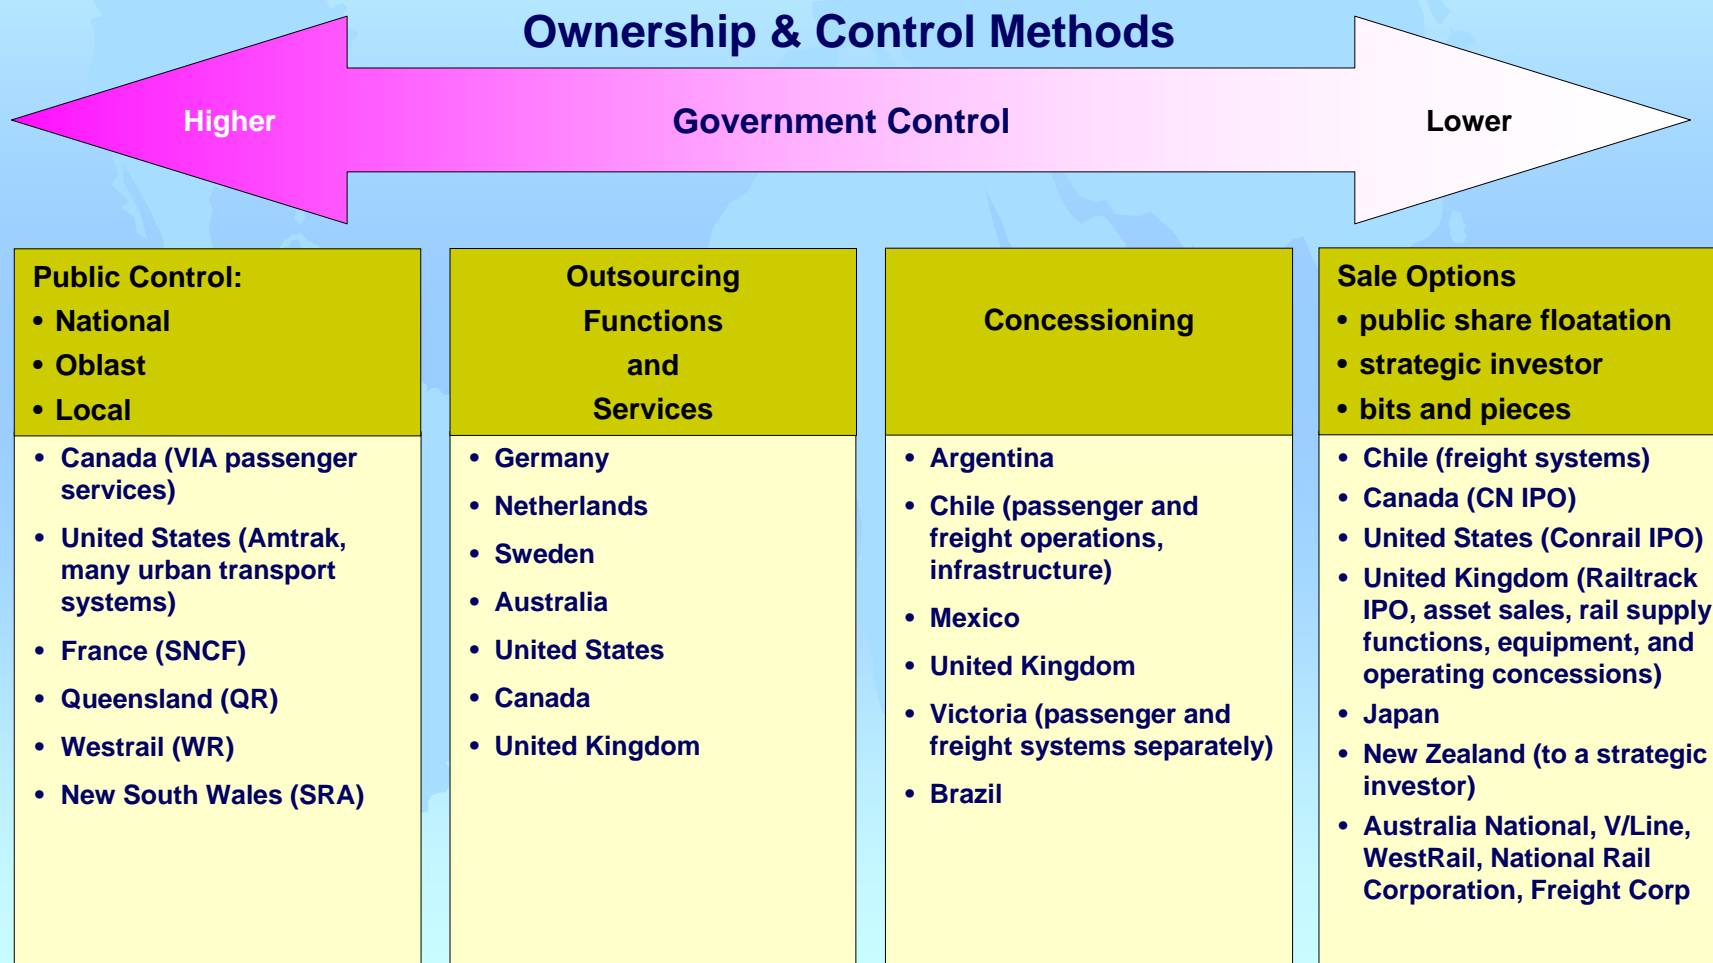 Ownership & Control Methods
Higher
Government Control
Lower
Public Control:
• National
• Oblast
• Local
• Canada (VIA passenger
services)
• United States (Amtrak,
many urban transport
systems)
• France (SNCF)
• Queensland (QR)
• Westrail (WR)
• New South Wales (SRA)
Outsourcing
Functions
and
Services
• Germany
• Netherlands
• Sweden
• Australia
• United States
• Canada
• United Kingdom
Concessioning
• Argentina
• Chile (passenger and
freight operations,
infrastructure)
• Mexico
• United Kingdom
• Victoria (passenger and
freight systems separately)
• Brazil
Sale Options
• public share floatation
• strategic investor
• bits and pieces
• Chile (freight systems)
• Canada (CN IPO)
• United States (Conrail IPO)
• United Kingdom (Railtrack
IPO, asset sales, rail supply
functions, equipment, and
operating concessions)
• Japan
• New Zealand (to a strategic
investor)
• Australia National, V/Line,
WestRail, National Rail
Corporation, Freight Corp